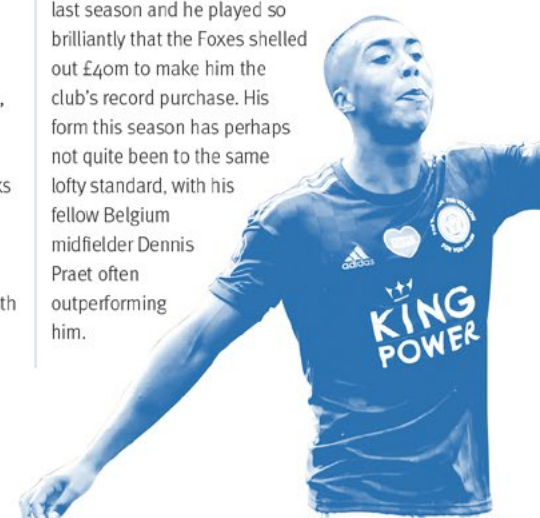 last season and he played so
brilliantly that the Foxes shelled
out £40m to make him the
club's record purchase. His
form this season has perhaps
not quite been to the same
lofty standard, with his
fellow Belgium
midfielder Dennis
Praet often
outperforming
him.
adidas
KING
POWER